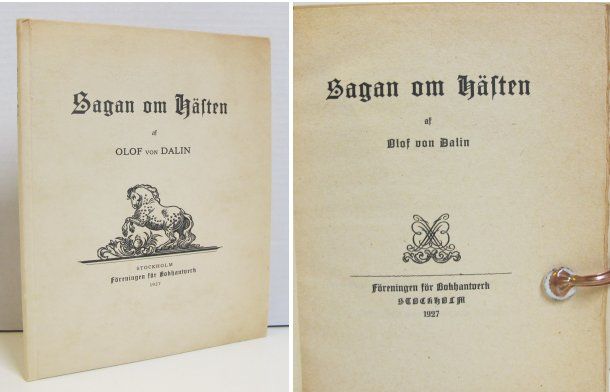 Sagan om Häſten
af
OLOF VON DALIN
STOCKHOLM
Föreningen för Bokhantverk
1927
Sagan om Häſten
af
Olof von Dalin
Föreningen för Bokhantverk
STOCKHOLM
1927